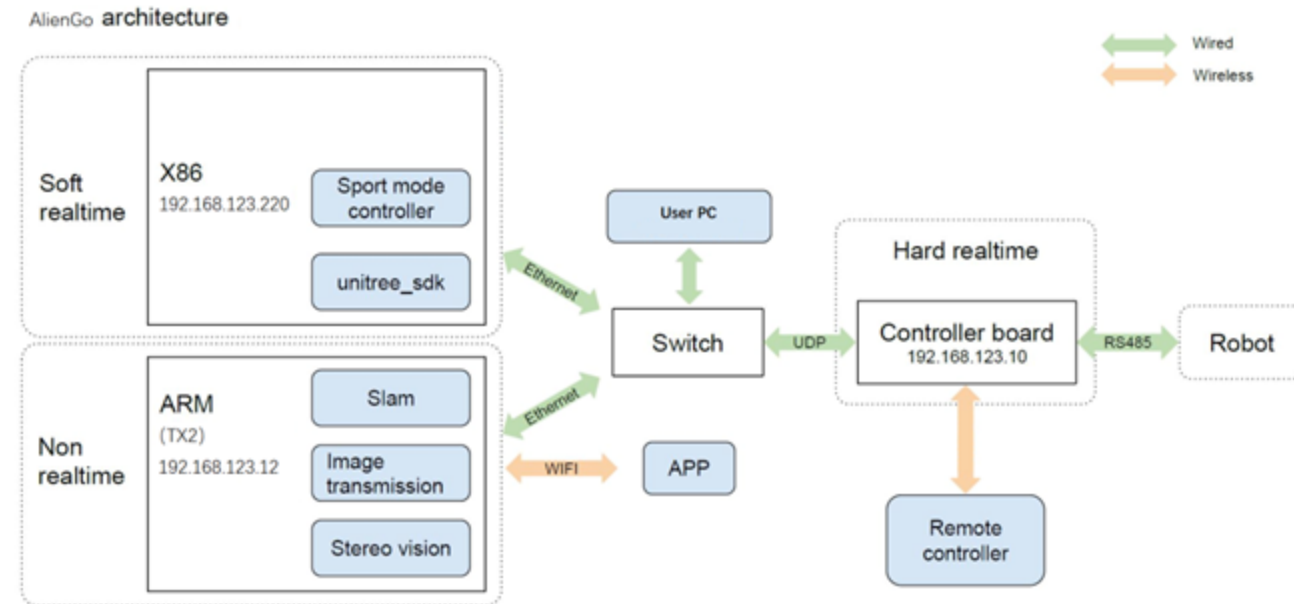 AlienGo architecture
Wired
Wireless
Soft
realtime
X86
192.168.123.220
Sport mode
controller
unitree_sdk
Ethernet
User PC
Switch
UDP
Hard realtime
Controller board
192.168.123.10
RS485
Robot
Non
realtime
ARM
(TX2)
192.168.123.12
Slam
Image
transmission
Stereo vision
Ethernet
WIFI
APP
Remote
controller